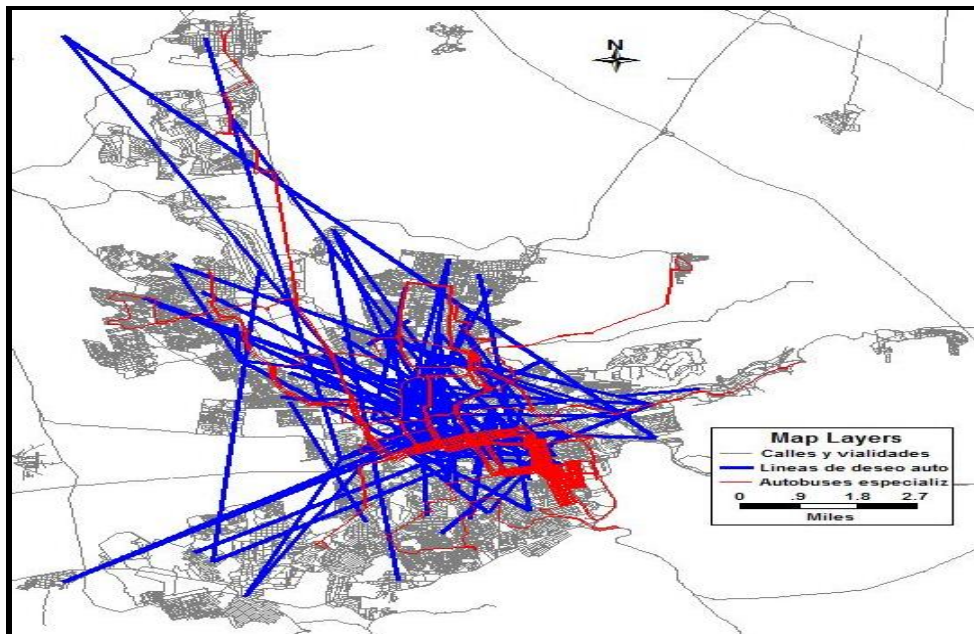 N
Map Layers
Calles y vialidades
Lineas de deseo auto
Autobuses especializ
0 .9 1.8 2.7
Miles